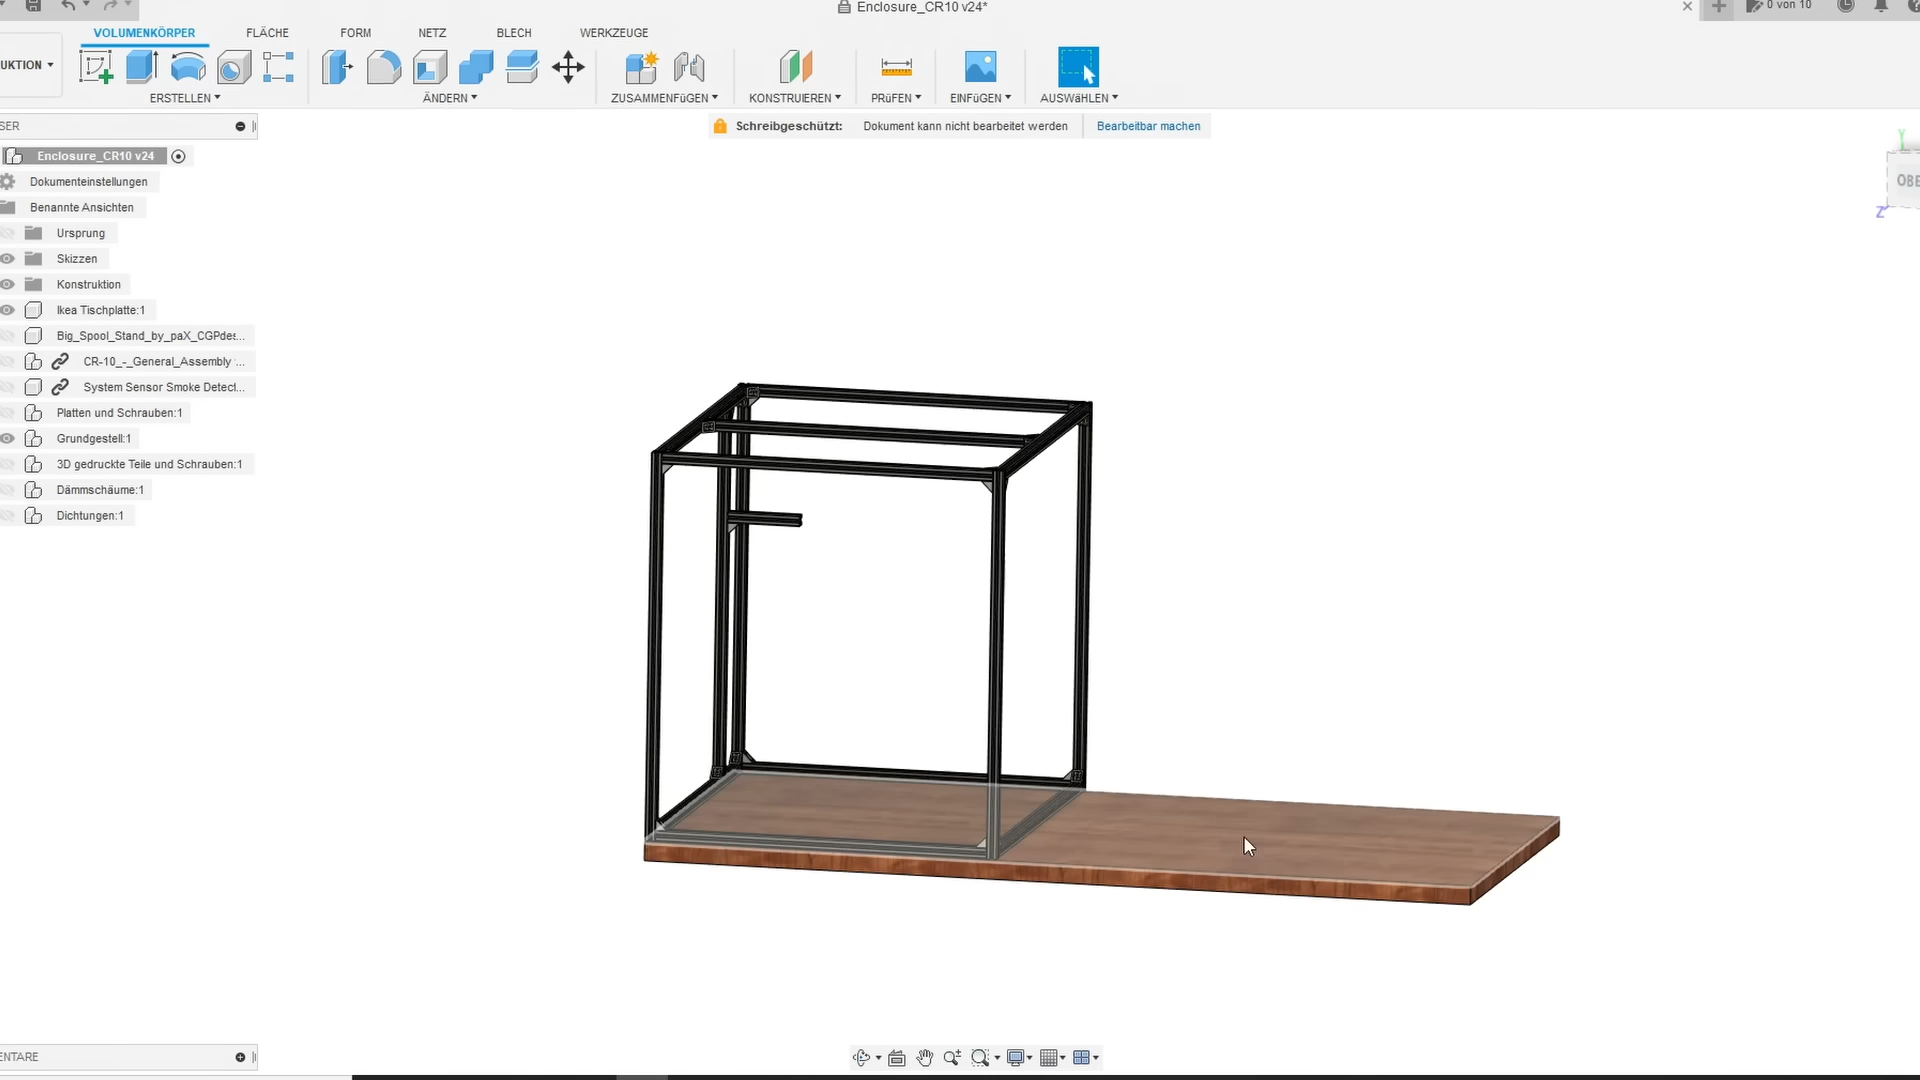 Enclosure_CR10 v24*
0 von 10
VOLUMENKÖRPER FLÄCHE FORM NETZ BLECH WERKZEUGE
UKTION
ERSTELLEN ÄNDERN ZUSAMMENFüGEN KONSTRUIEREN PRüFEN EINFüGEN AUSWäHLEN
SER
Schreibgeschützt: Dokument kann nicht bearbeitet werden Bearbeitbar machen
Enclosure_CR10 v24
Dokumenteinstellungen
Benannte Ansichten
Ursprung
Skizzen
Konstruktion
Ikea Tischplatte:1
Big_Spool_Stand_by_paX_CGPdes...
CR-10_-_General_Assembly ...
System Sensor Smoke Detect...
Platten und Schrauben:1
Grundgestell:1
3D gedruckte Teile und Schrauben:1
Dämmschäume:1
Dichtungen:1
Y
OBE
Z
ENTARE